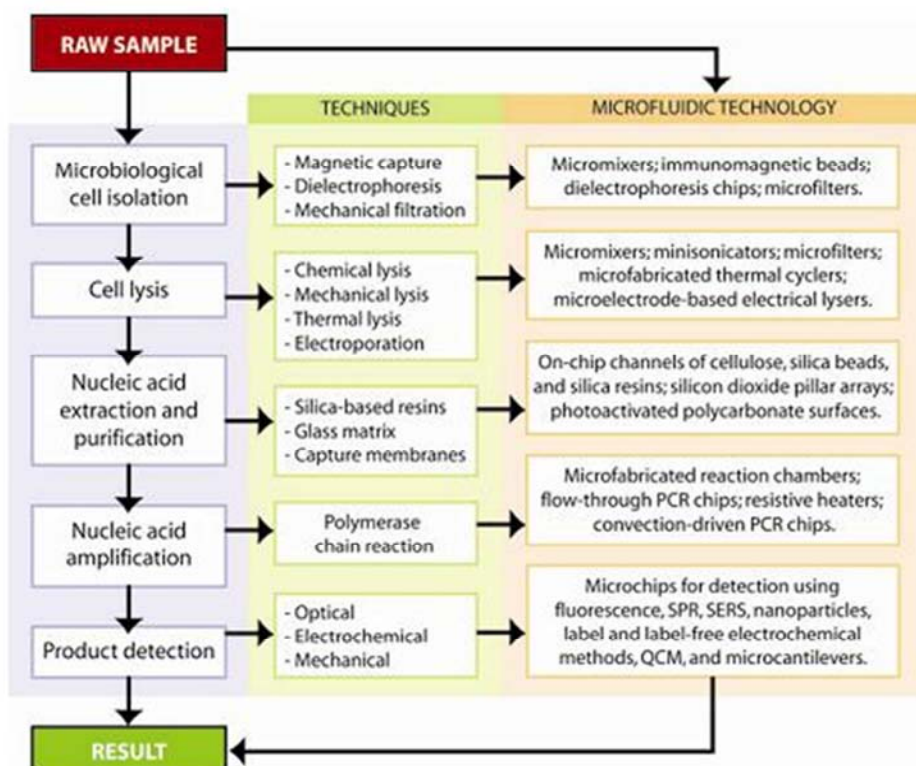 RAW SAMPLE
TECHNIQUES
MICROFLUIDIC TECHNOLOGY
Microbiological
cell isolation
- Magnetic capture
- Dielectrophoresis
- Mechanical filtration
Micromixers; immunomagnetic beads;
dielectrophoresis chips; microfilters.
Cell lysis
- Chemical lysis
- Mechanical lysis
- Thermal lysis
- Electroporation
Micromixers; minisonicators; microfilters;
microfabricated thermal cyclers;
microelectrode-based electrical lysers.
Nucleic acid
extraction and
purification
- Silica-based resins
- Glass matrix
- Capture membranes
On-chip channels of cellulose, silica beads,
and silica resins; silicon dioxide pillar arrays;
photoactivated polycarbonate surfaces.
Nucleic acid
amplification
Polymerase
chain reaction
Microfabricated reaction chambers;
flow-through PCR chips; resistive heaters;
convection-driven PCR chips.
Product detection
- Optical
- Electrochemical
- Mechanical
Microchips for detection using
fluorescence, SPR, SERS, nanoparticles,
label and label-free electrochemical
methods, QCM, and microcantilevers.
RESULT